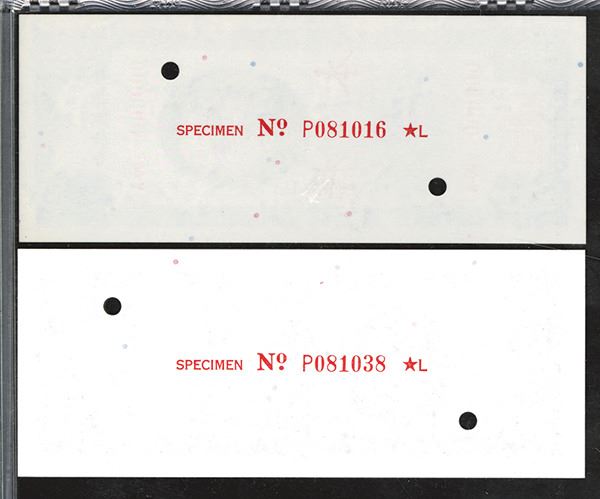 SPECIMEN Nº P081016 ★L
SPECIMEN Nº P081038 ★L